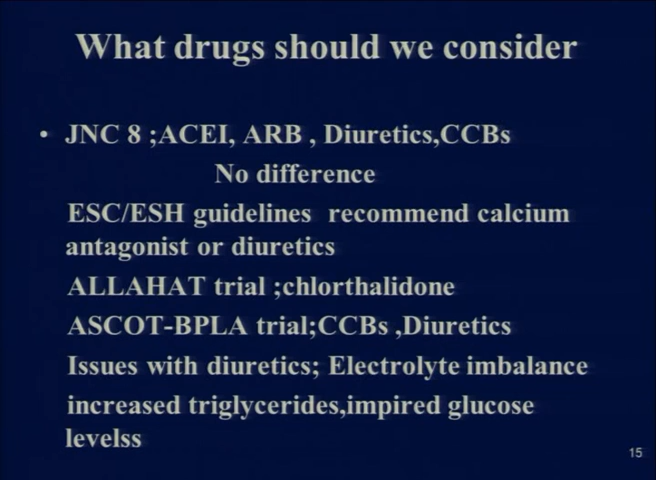 What drugs should we consider
• JNC 8 ;ACEI, ARB , Diuretics,CCBs
No difference
ESC/ESH guidelines recommend calcium
antagonist or diuretics
ALLAHAT trial ;chlorthalidone
ASCOT-BPLA trial;CCBs ,Diuretics
Issues with diuretics; Electrolyte imbalance
increased triglycerides,impired glucose
levelss
15